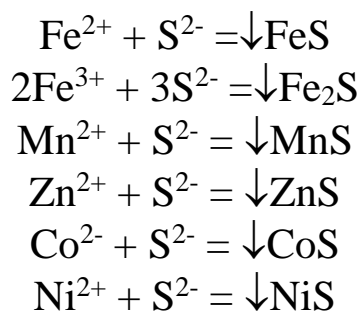 Fe²⁺ + S²⁻ =↓FeS
2Fe³⁺ + 3S²⁻ =↓Fe₂S
Mn²⁺ + S²⁻ = ↓MnS
Zn²⁺ + S²⁻ = ↓ZnS
Co²⁻ + S²⁻ = ↓CoS
Ni²⁺ + S²⁻ = ↓NiS